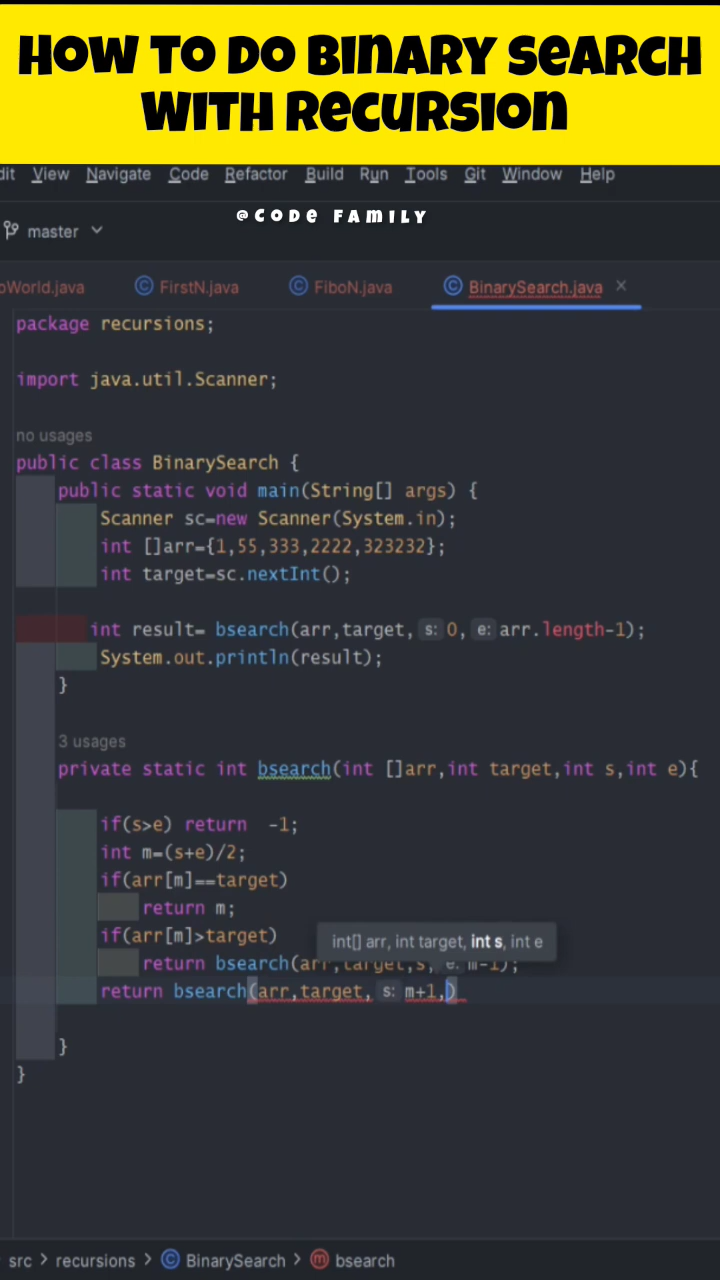 HOW TO DO BINARY SEARCH
WITH RECURSION
dit View Navigate Code Refactor Build Run Tools Git Window Help
@CODE FAMILY
master
oWorld.java FirstN.java FiboN.java BinarySearch.java ×
package recursions;
import java.util.Scanner;
no usages
public class BinarySearch {
public static void main(String[] args) {
Scanner sc=new Scanner(System.in);
int []arr={1,55,333,2222,323232};
int target=sc.nextInt();
int result= bsearch(arr,target, s: 0, e: arr.length-1);
System.out.println(result);
}
3 usages
private static int bsearch(int []arr,int target,int s,int e){
if(s>e) return  -1;
int m=(s+e)/2;
if(arr[m]==target)
return m;
if(arr[m]>target)
int[] arr, int target, int s, int e
return bsearch(arr,target,s, e: m-1);
return bsearch(arr,target, s: m+1,)
}
}
src > recursions > BinarySearch > bsearch